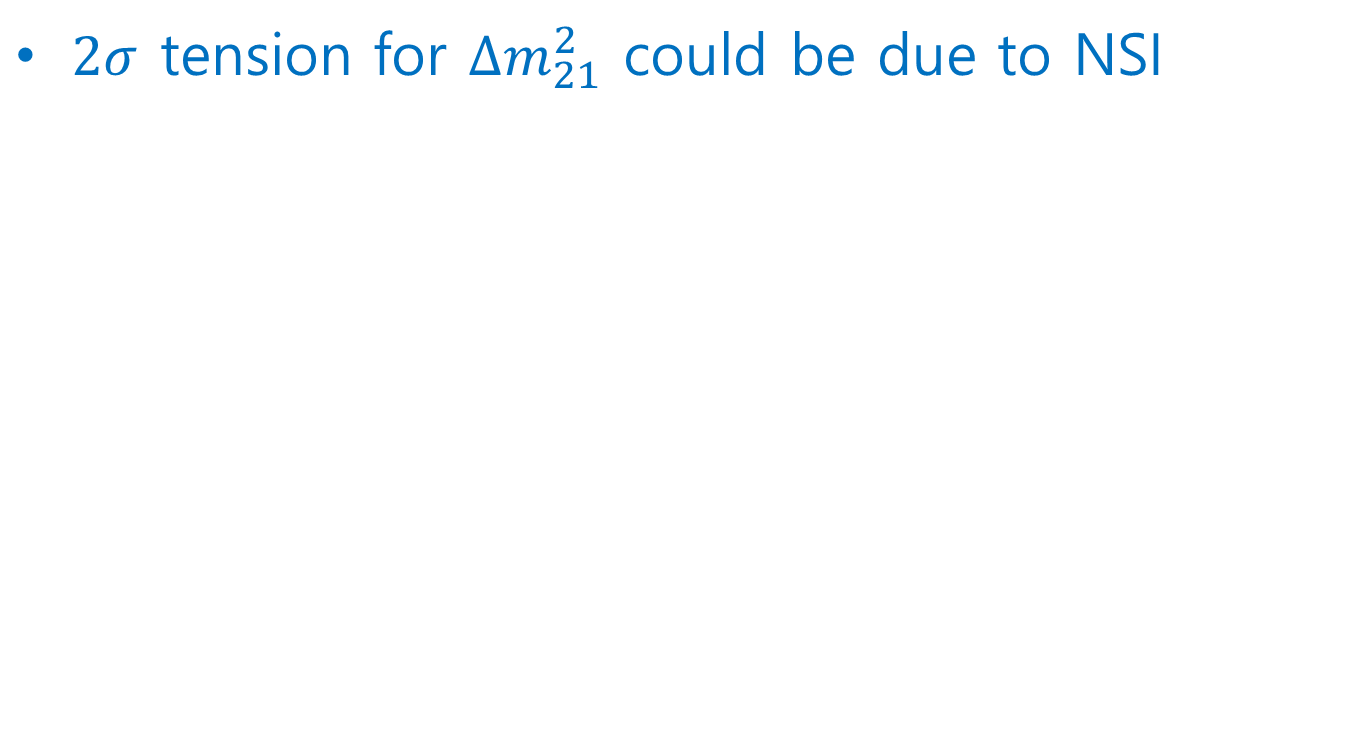 • 2𝜎 tension for Δ𝑚²₂₁ could be due to NSI